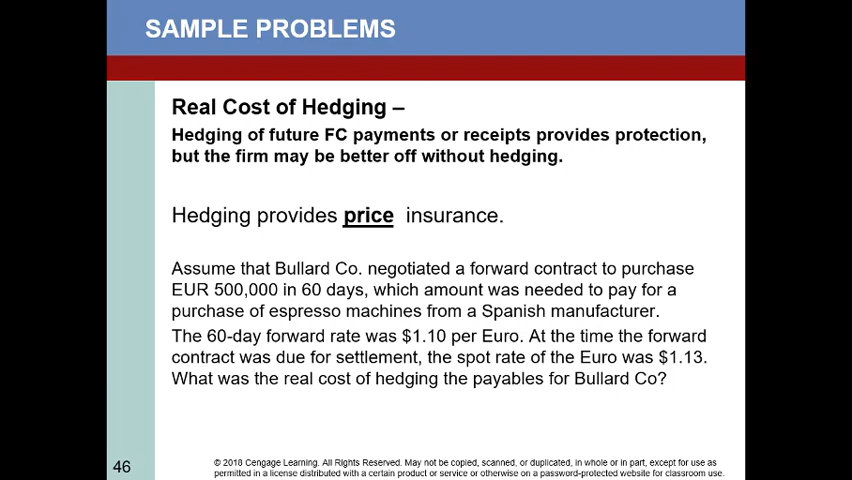 SAMPLE PROBLEMS
Real Cost of Hedging –
Hedging of future FC payments or receipts provides protection,
but the firm may be better off without hedging.
Hedging provides price insurance.
Assume that Bullard Co. negotiated a forward contract to purchase
EUR 500,000 in 60 days, which amount was needed to pay for a
purchase of espresso machines from a Spanish manufacturer.
The 60-day forward rate was $1.10 per Euro. At the time the forward
contract was due for settlement, the spot rate of the Euro was $1.13.
What was the real cost of hedging the payables for Bullard Co?
46
© 2018 Cengage Learning. All Rights Reserved. May not be copied, scanned, or duplicated, in whole or in part, except for use as
permitted in a license distributed with a certain product or service or otherwise on a password-protected website for classroom use.